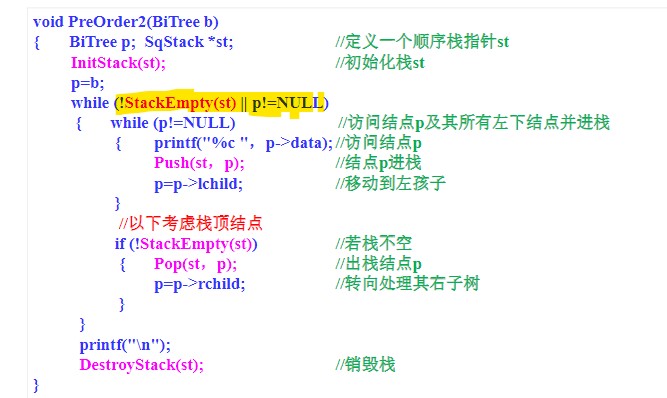 void PreOrder2(BiTree b)
{ BiTree p; SqStack *st; //定义一个顺序栈指针st
InitStack(st); //初始化栈st
p=b;
while (!StackEmpty(st) || p!=NULL)
{ while (p!=NULL) //访问结点p及其所有左下结点并进栈
{ printf("%c ", p->data); //访问结点p
Push(st, p); //结点p进栈
p=p->lchild; //移动到左孩子
}
//以下考虑栈顶结点
if (!StackEmpty(st)) //若栈不空
{ Pop(st, p); //出栈结点p
p=p->rchild; //转向处理其右子树
}
}
printf("\n");
DestroyStack(st); //销毁栈
}